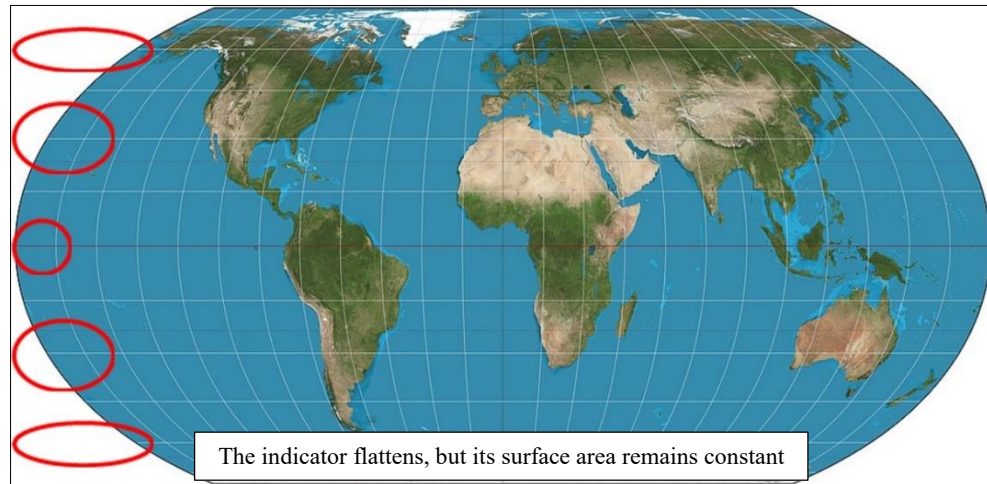 The indicator flattens, but its surface area remains constant